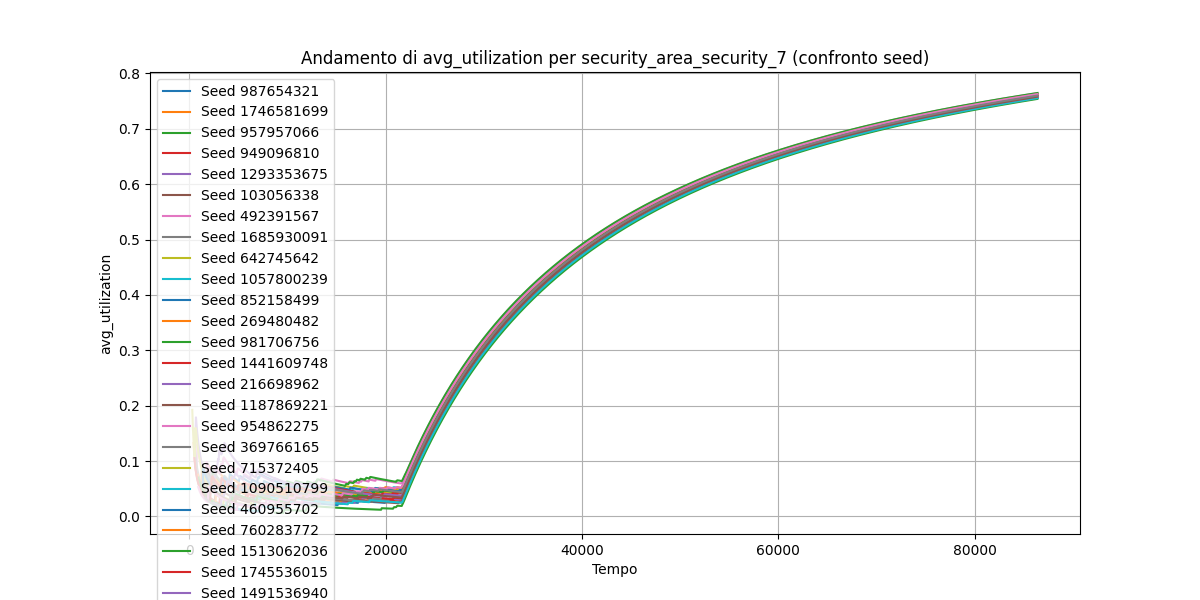 Andamento di avg_utilization per security_area_security_7 (confronto seed)
avg_utilization
0.8
0.7
0.6
0.5
0.4
0.3
0.2
0.1
0.0
Seed 987654321
Seed 1746581699
Seed 957957066
Seed 949096810
Seed 1293353675
Seed 103056338
Seed 492391567
Seed 1685930091
Seed 642745642
Seed 1057800239
Seed 852158499
Seed 269480482
Seed 981706756
Seed 1441609748
Seed 216698962
Seed 1187869221
Seed 954862275
Seed 369766165
Seed 715372405
Seed 1090510799
Seed 460955702
Seed 760283772
Seed 1513062036
Seed 1745536015
Seed 1491536940
0 20000 40000 60000 80000
Tempo